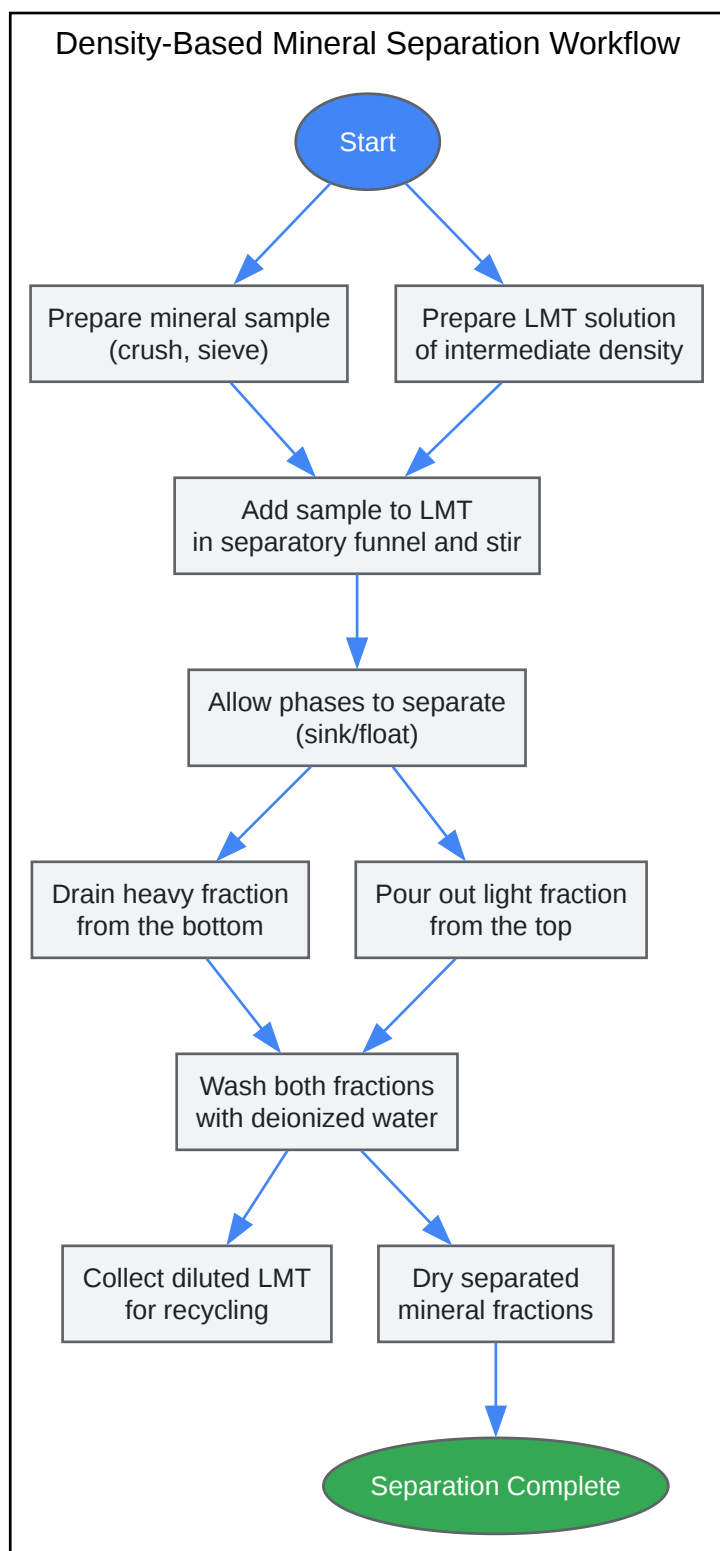 Density-Based Mineral Separation Workflow
Start
Prepare mineral sample
(crush, sieve)
Prepare LMT solution
of intermediate density
Add sample to LMT
in separatory funnel and stir
Allow phases to separate
(sink/float)
Drain heavy fraction
from the bottom
Pour out light fraction
from the top
Wash both fractions
with deionized water
Collect diluted LMT
for recycling
Dry separated
mineral fractions
Separation Complete